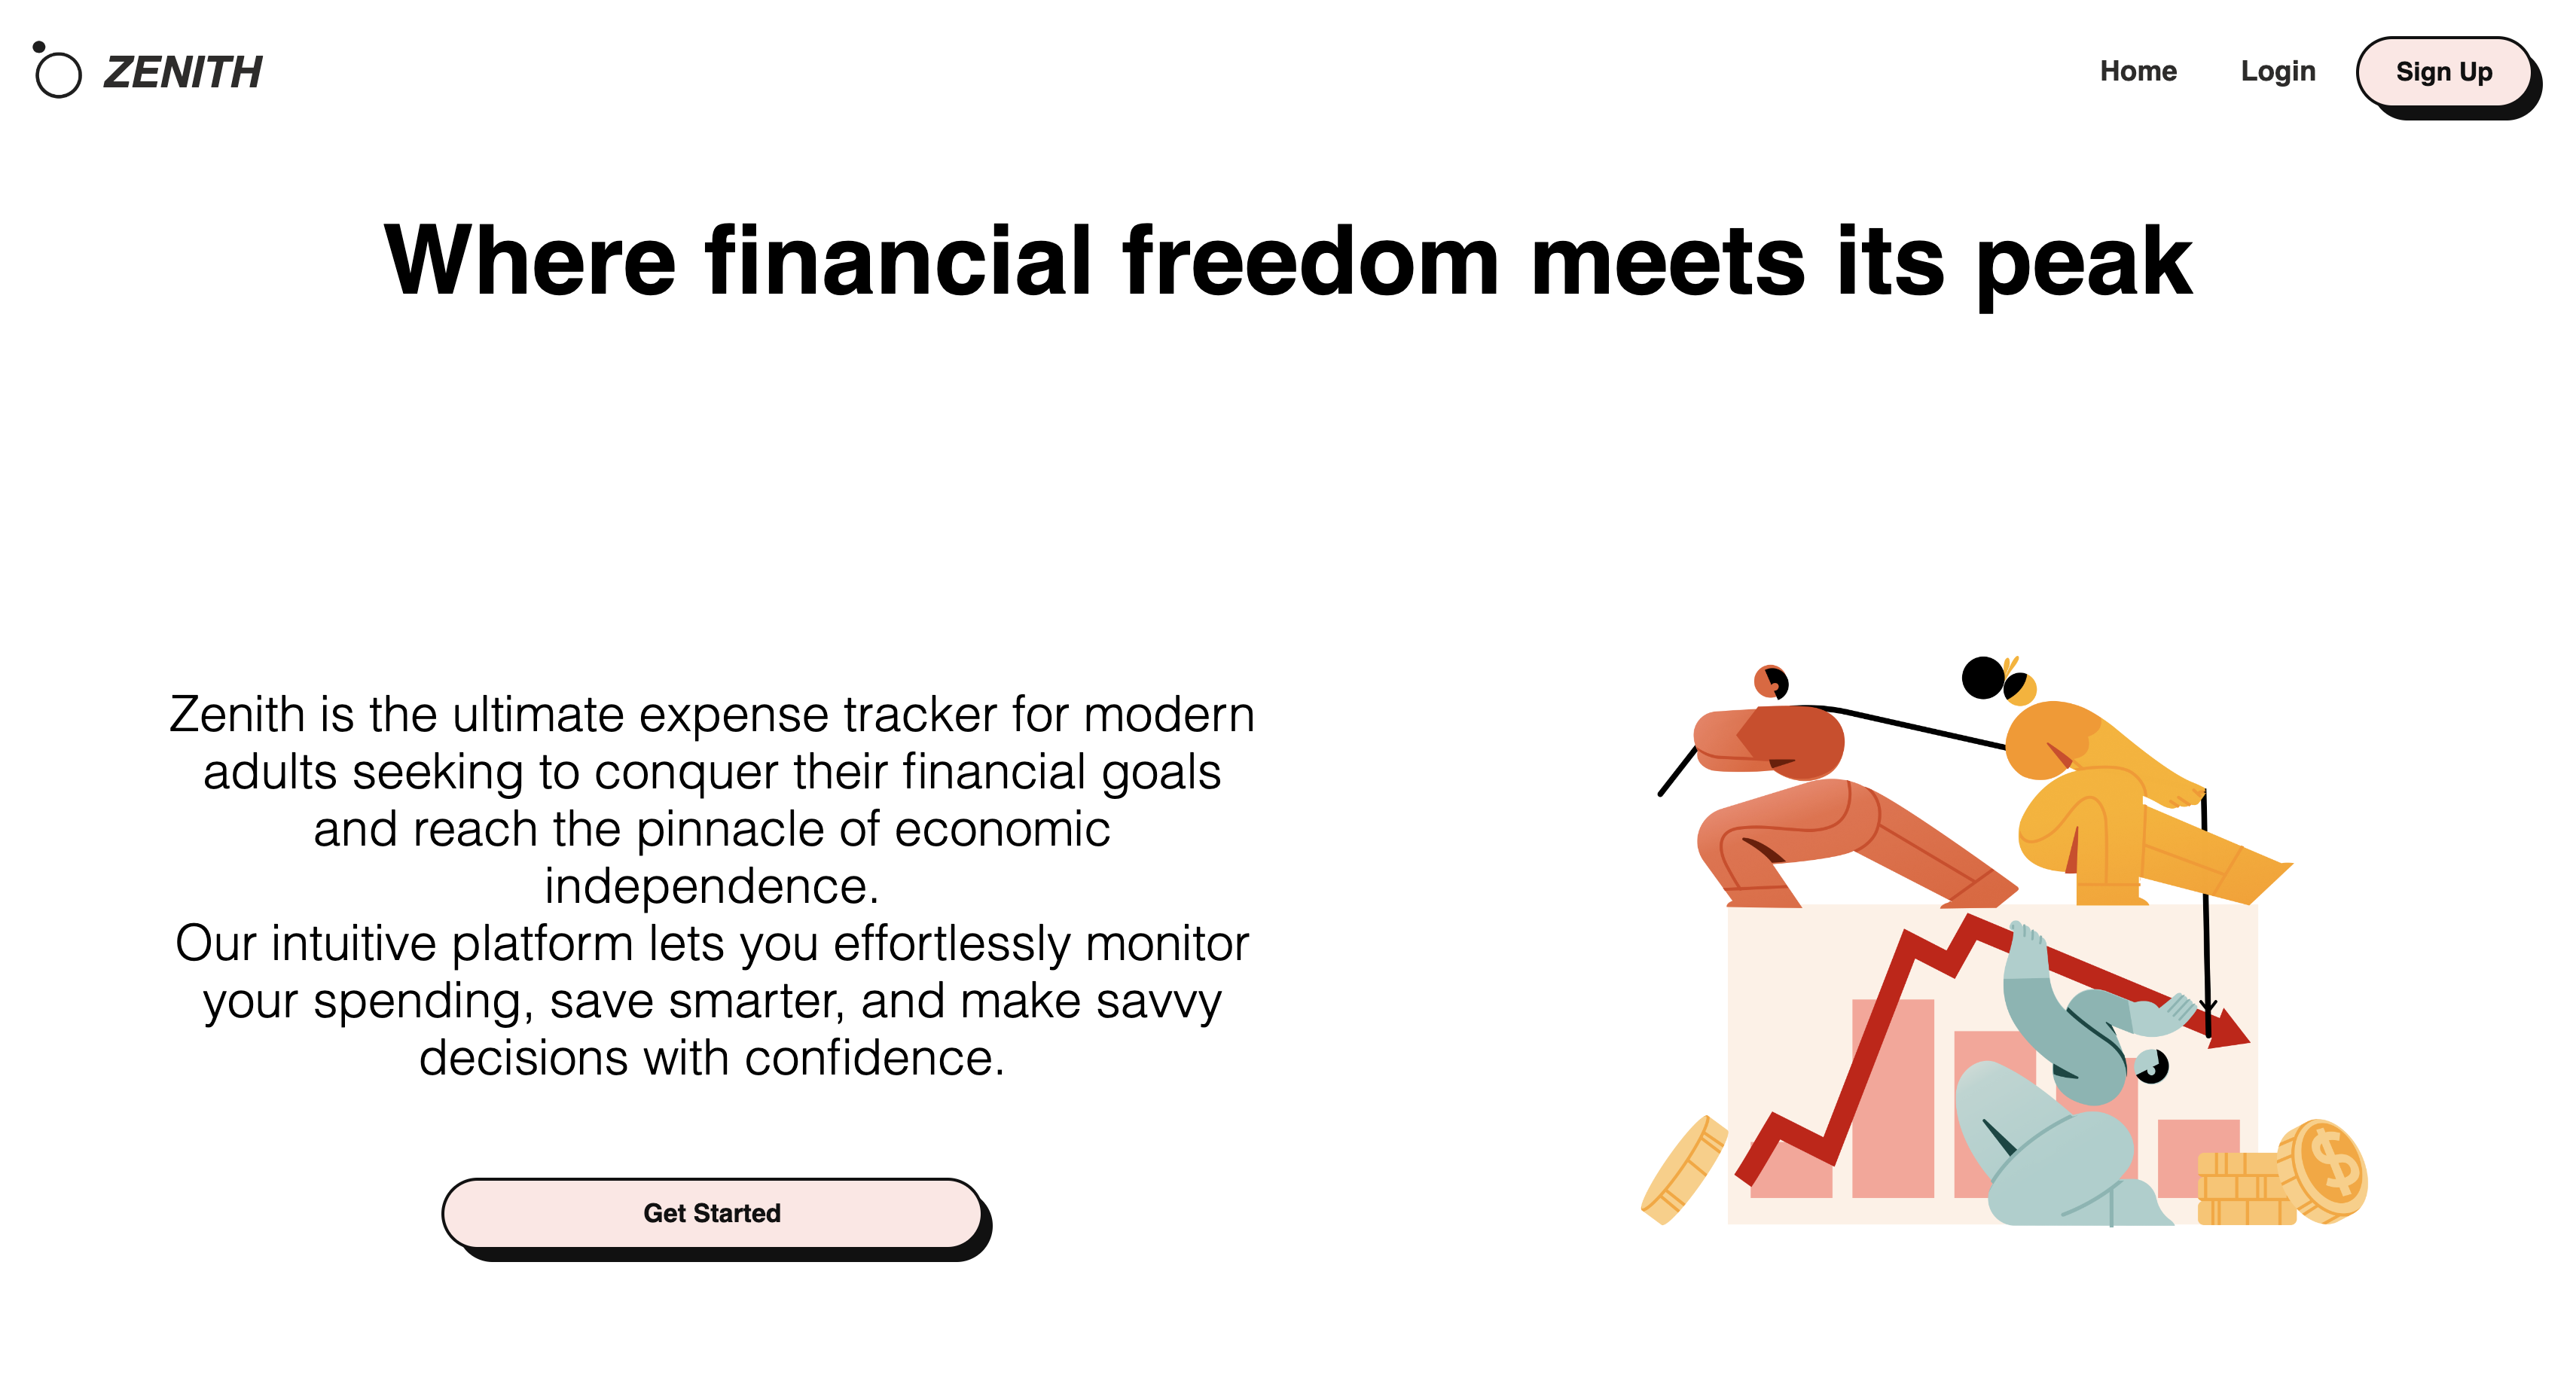 ZENITH
Home
Login
Sign Up
Where financial freedom meets its peak
Zenith is the ultimate expense tracker for modern
adults seeking to conquer their financial goals
and reach the pinnacle of economic
independence.
Our intuitive platform lets you effortlessly monitor
your spending, save smarter, and make savvy
decisions with confidence.
Get Started
$